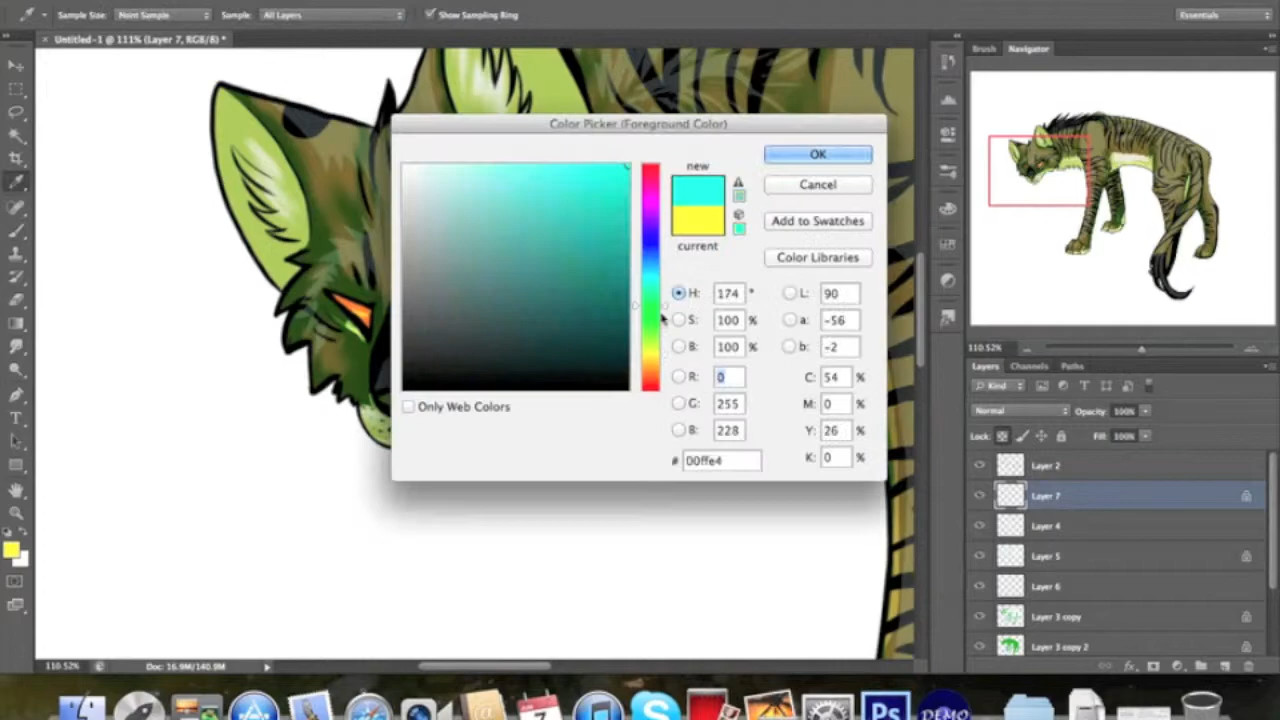 Sample Size: Point Sample Sample: All Layers Show Sampling Ring Essentials
× Untitled-1 @ 111% (Layer 7, RGB/8) *
Brush Navigator
Color Picker (Foreground Color)
new
current
OK
Cancel
Add to Swatches
Color Libraries
H: 174 ° L: 90
S: 100 % a: -56
B: 100 % b: -2
R: 0 C: 54 %
G: 255 M: 0 %
B: 228 Y: 26 %
# 00ffe4 K: 0 %
Only Web Colors
110.52%
Layers Channels Paths
Kind
Normal Opacity: 100%
Lock: Fill: 100%
Layer 2
Layer 7
Layer 4
Layer 5
Layer 6
Layer 3 copy
Layer 3 copy 2
110.52% Doc: 16.9M/140.9M
7
Ps
DEMO